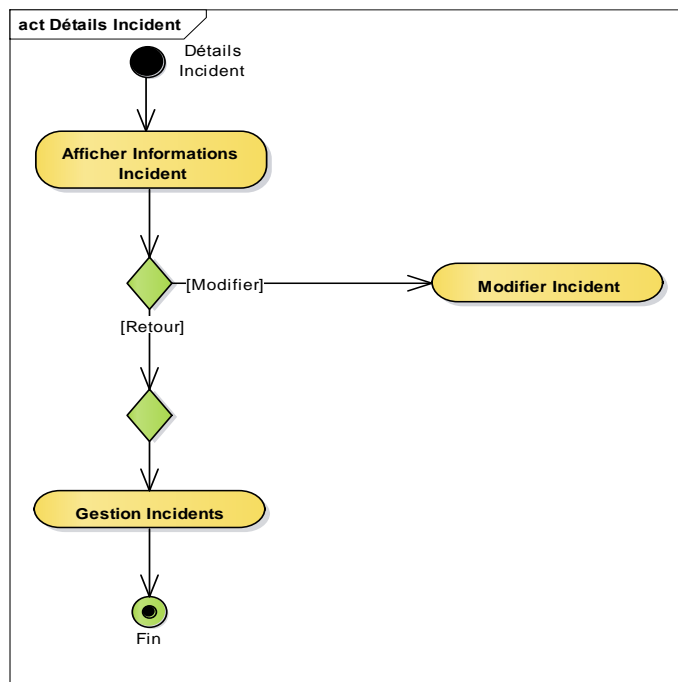 act Détails Incident
Détails
Incident
Afficher Informations
Incident
[Modifier]
Modifier Incident
[Retour]
Gestion Incidents
Fin